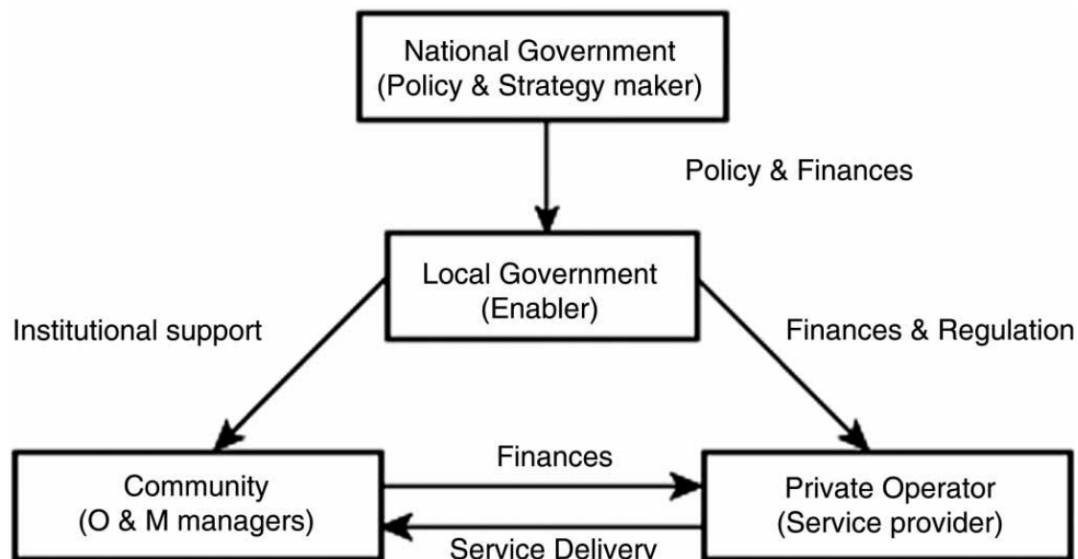 National Government
(Policy & Strategy maker)
Policy & Finances
Local Government
(Enabler)
Institutional support
Finances & Regulation
Finances
Community
(O & M managers)
Private Operator
(Service provider)
Service Delivery